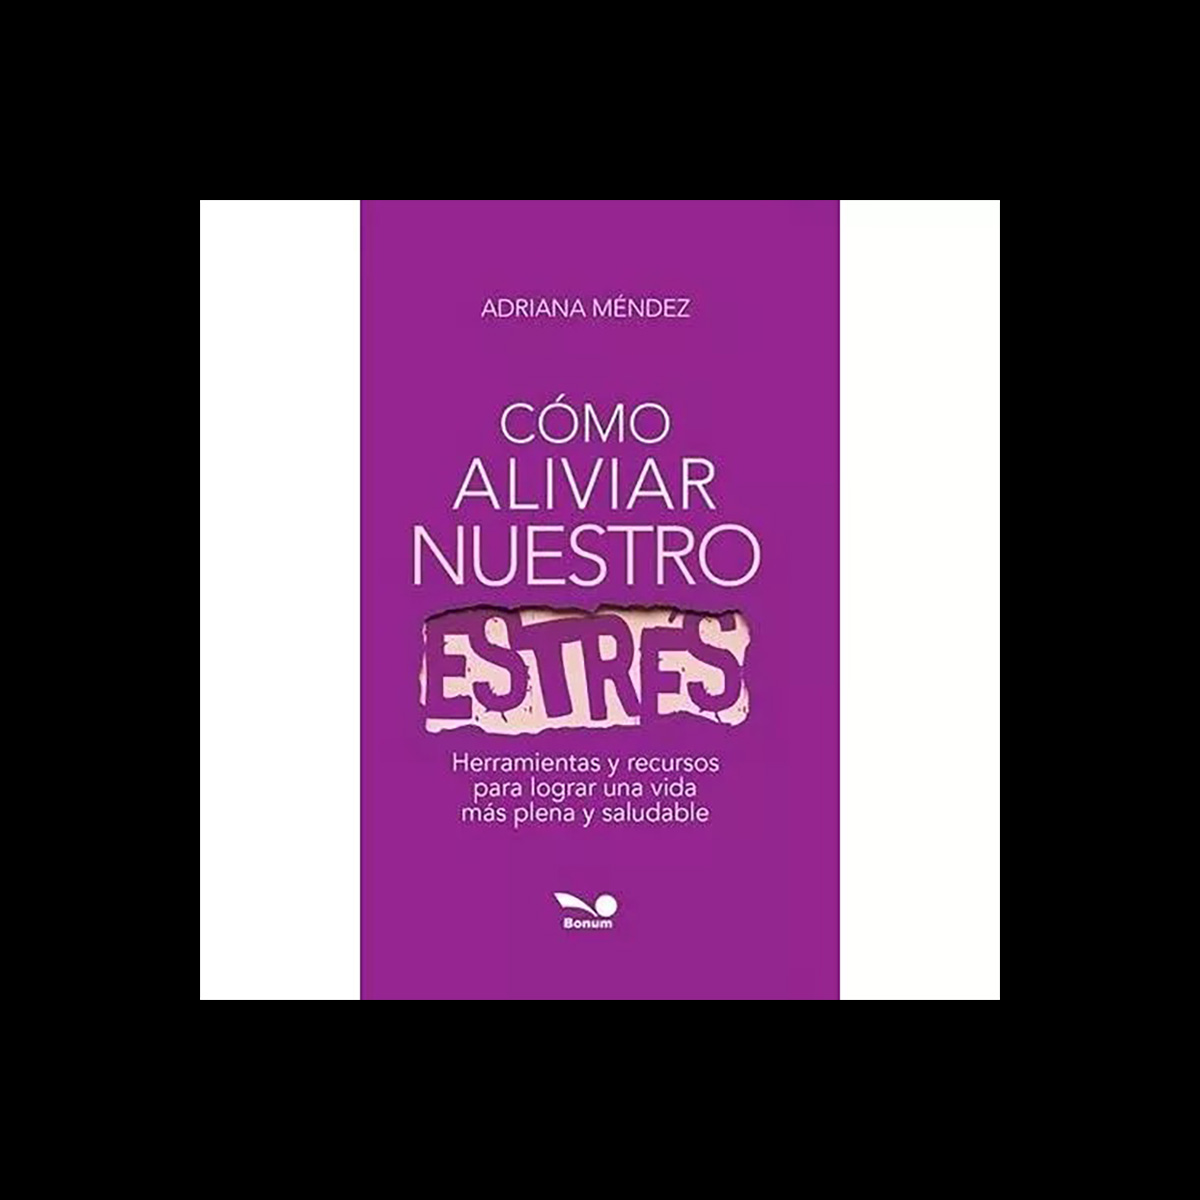 ADRIANA MÉNDEZ
CÓMO
ALIVIAR
NUESTRO
ESTRÉS
Herramientas y recursos
para lograr una vida
más plena y saludable
Bonum